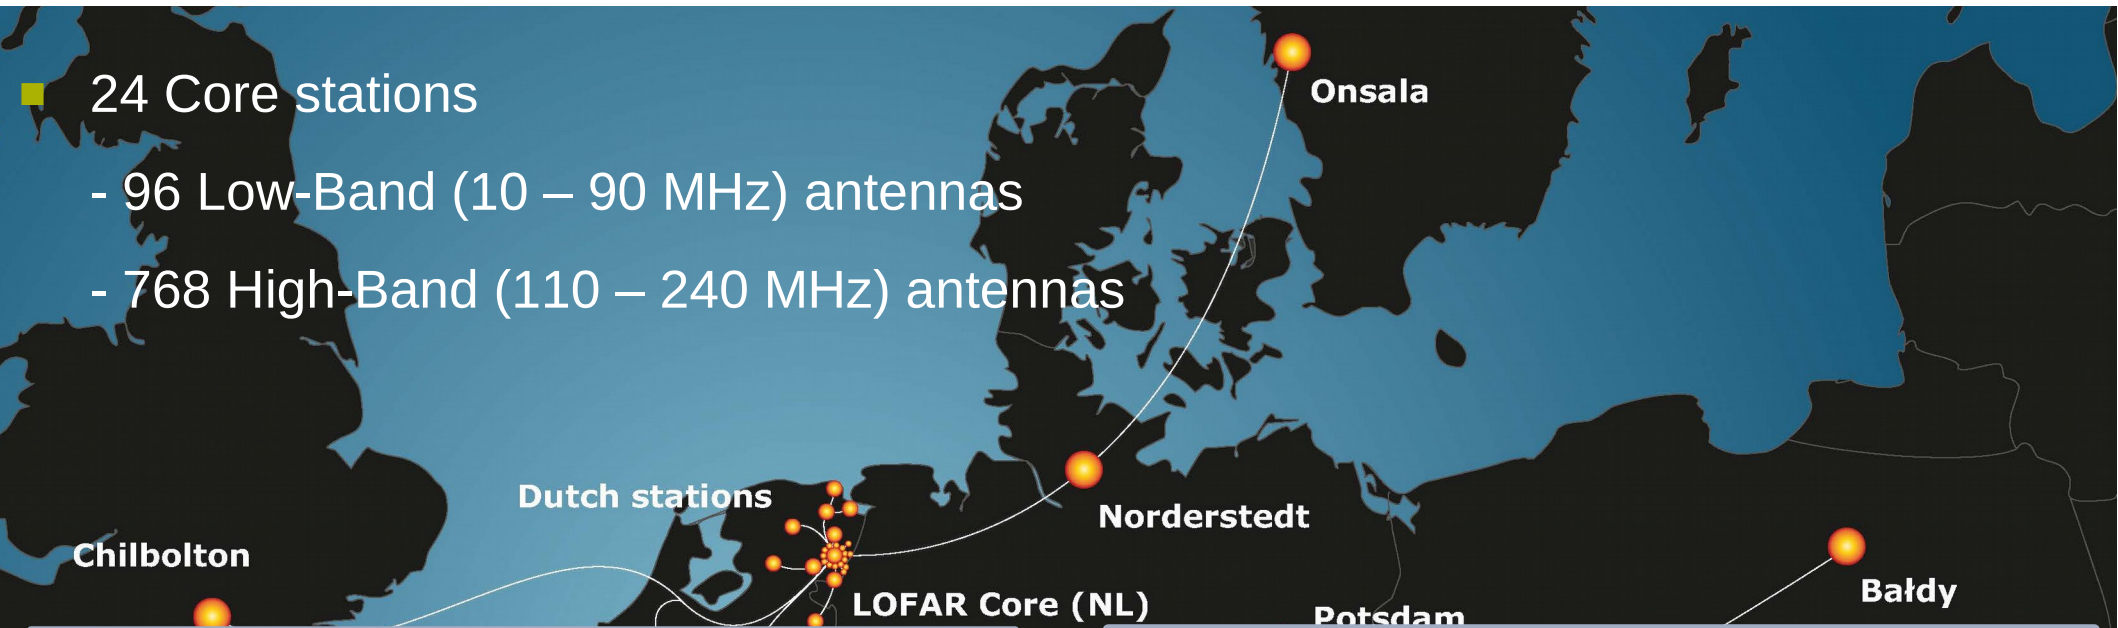 24 Core stations
- 96 Low-Band (10 – 90 MHz) antennas
- 768 High-Band (110 – 240 MHz) antennas
Onsala
Dutch stations
Norderstedt
Chilbolton
LOFAR Core (NL)
Potsdam
Bałdy